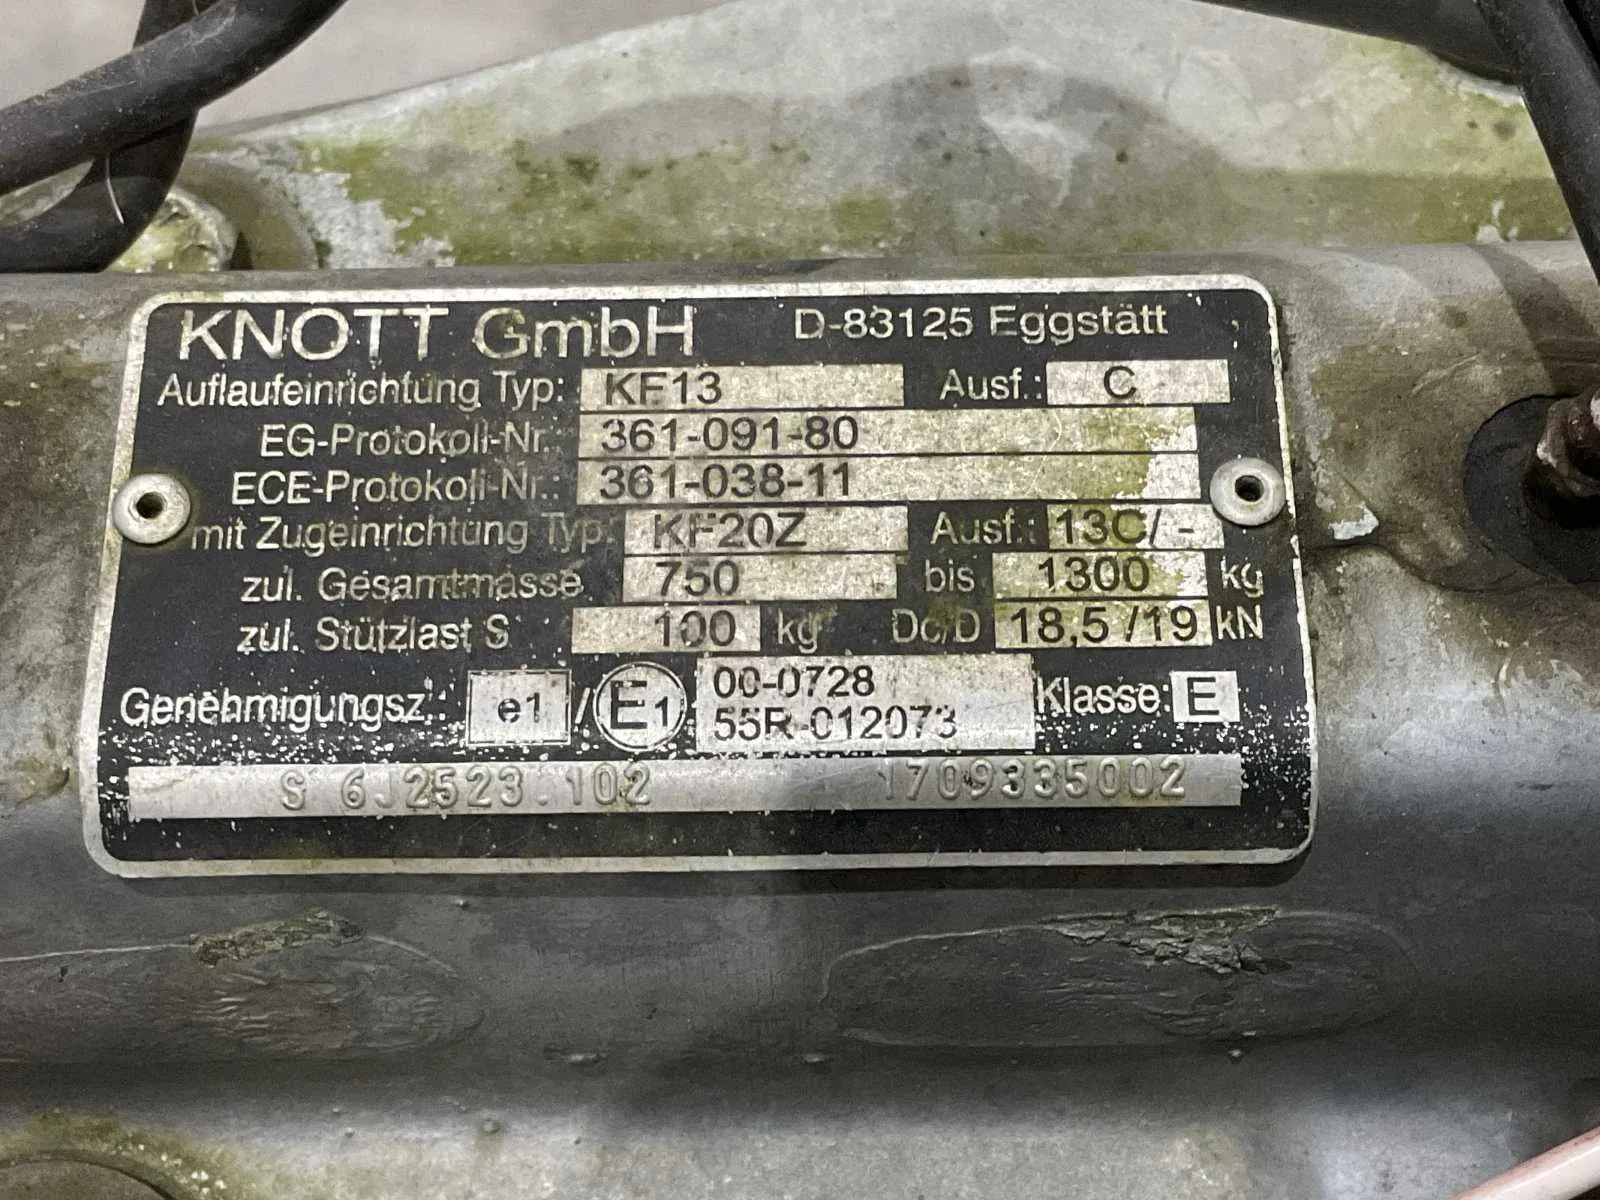 KNOTT GmbH D-83125 Eggstätt
Auflaufeinrichtung Typ: KF13 Ausf.: C
EG-Protokoll-Nr.: 361-091-80
ECE-Protokoll-Nr.: 361-038-11
mit Zugeinrichtung Typ: KF20Z Ausf.: 13C/ -
zul. Gesamtmasse 750 bis 1300 kg
zul. Stützlast S 100 kg Dc/D 18,5 /19 kN
Genehmigungsz.: e1 / E1 00-0728 Klasse: E
55R-012073
S 6J2523.102 1709335002